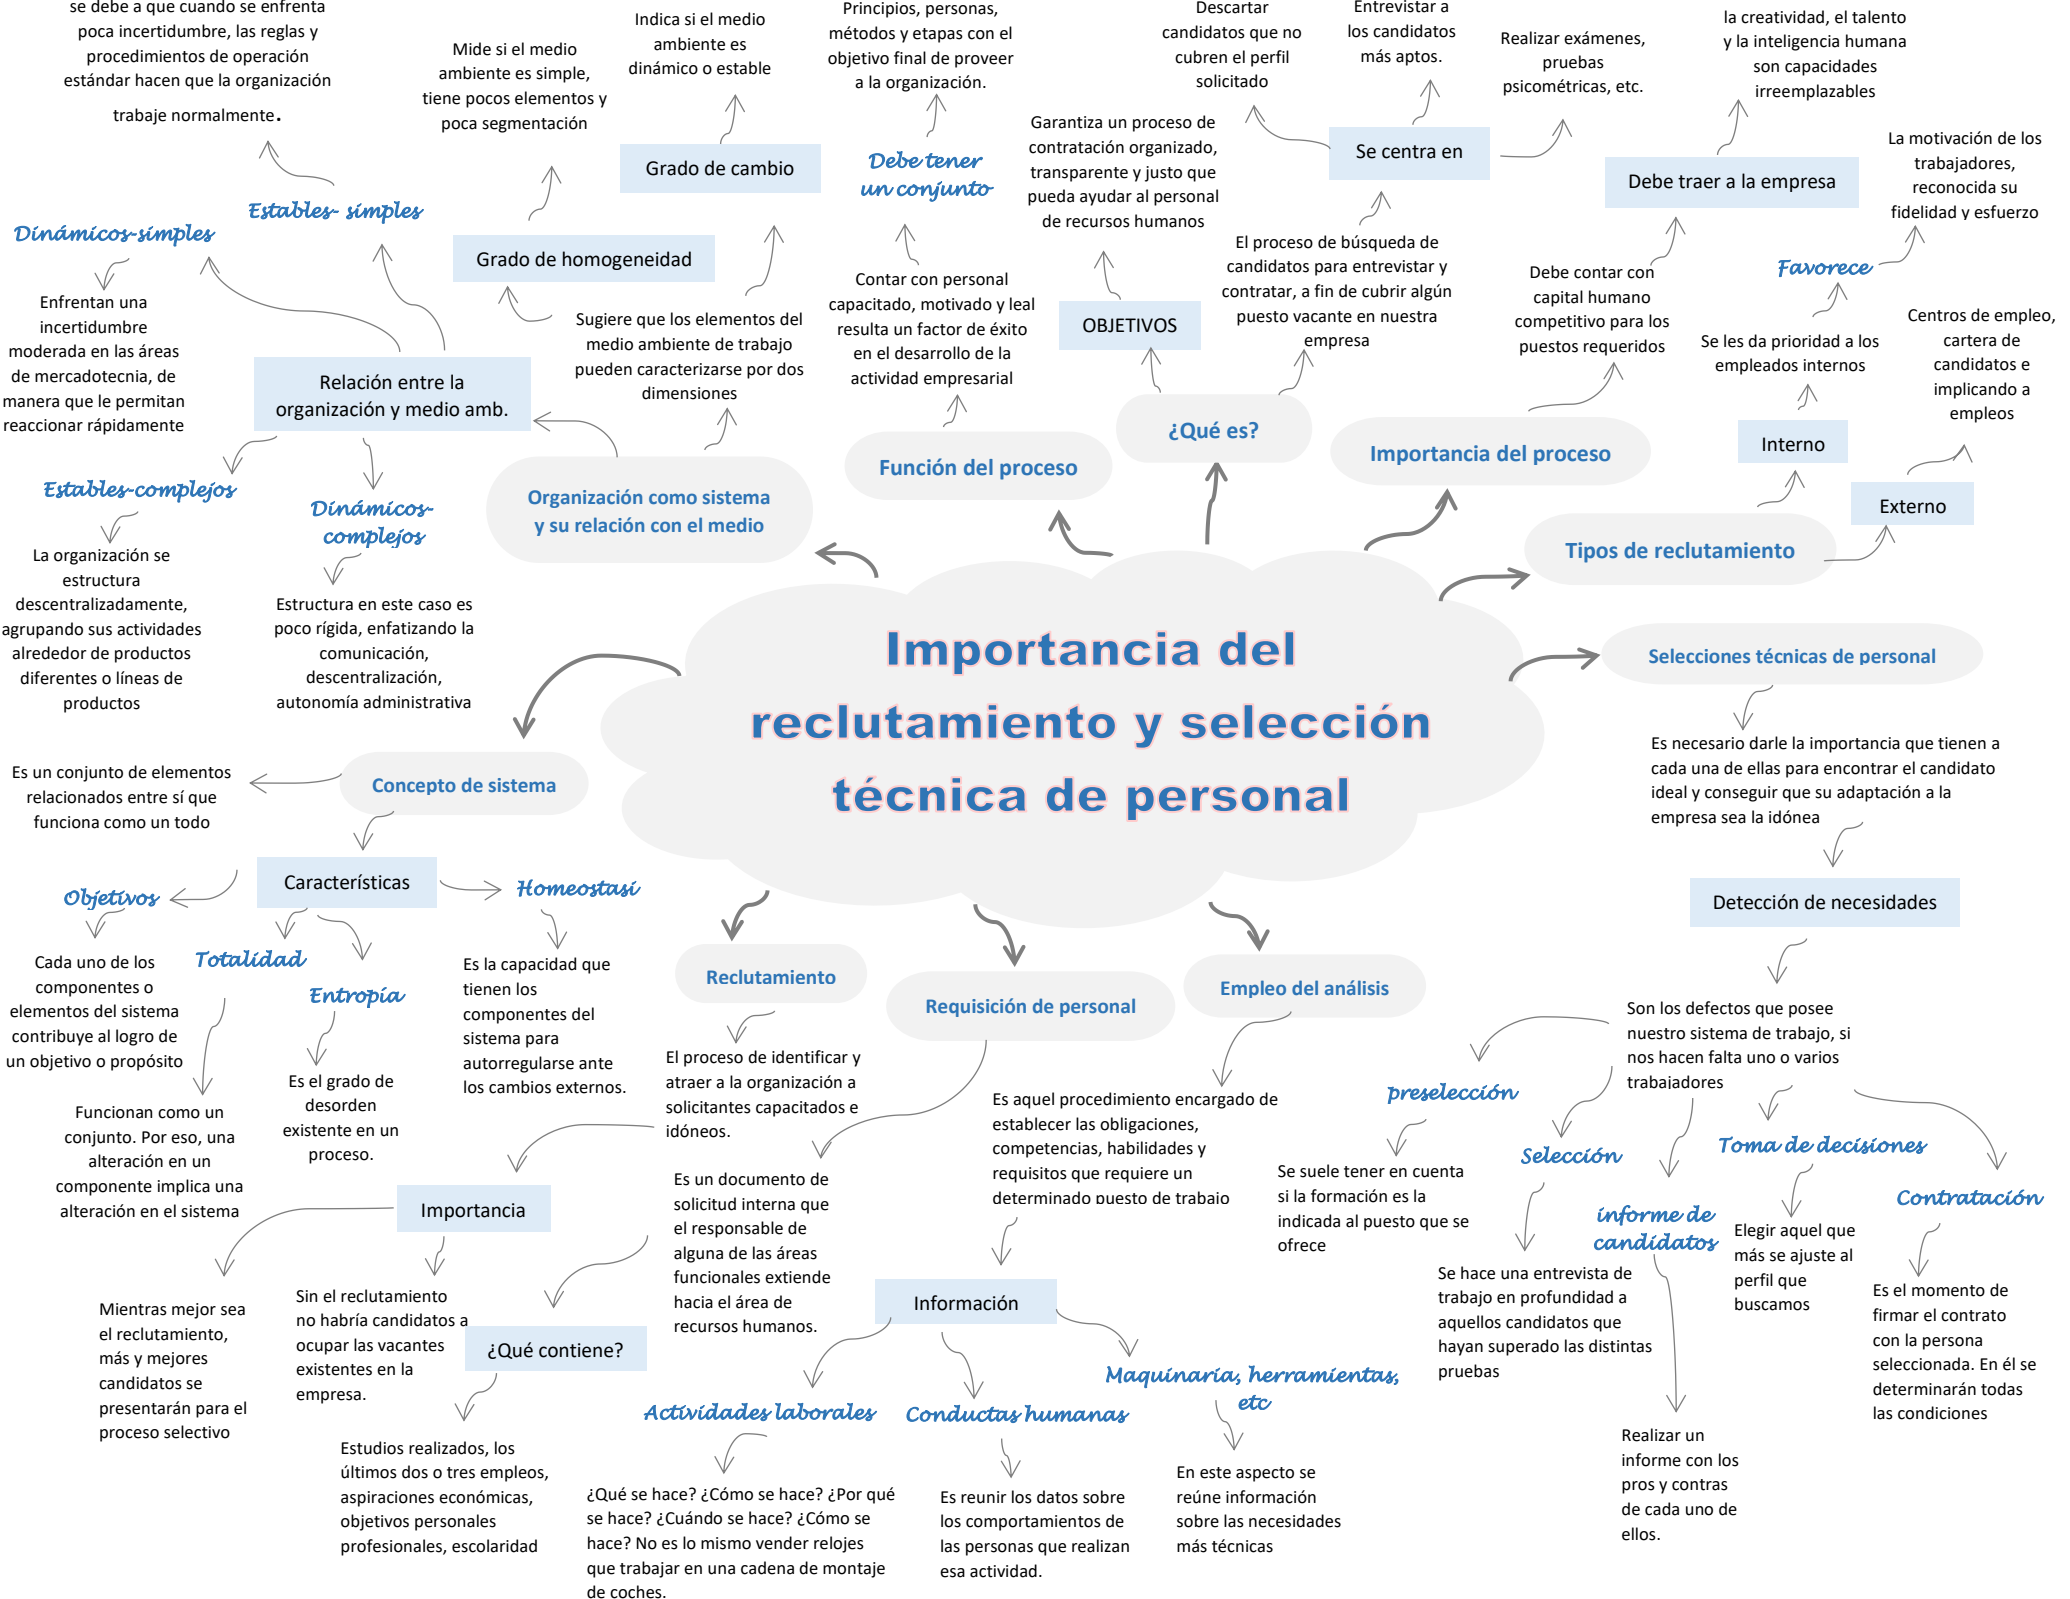 se debe a que cuando se enfrenta
poca incertidumbre, las reglas y
procedimientos de operación
estándar hacen que la organización
trabaje normalmente.
Mide si el medio
ambiente es simple,
tiene pocos elementos y
poca segmentación
Indica si el medio
ambiente es
dinámico o estable
Principios, personas,
métodos y etapas con el
objetivo final de proveer
a la organización.
Descartar
candidatos que no
cubren el perfil
solicitado
Entrevistar a
los candidatos
más aptos.
Realizar exámenes,
pruebas
psicométricas, etc.
la creatividad, el talento
y la inteligencia humana
son capacidades
irreemplazables
Grado de cambio
Debe tener
un conjunto
Garantiza un proceso de
contratación organizado,
transparente y justo que
pueda ayudar al personal
de recursos humanos
Se centra en
Debe traer a la empresa
La motivación de los
trabajadores,
reconocida su
fidelidad y esfuerzo
Estables- simples
Dinámicos-simples
Grado de homogeneidad
Contar con personal
capacitado, motivado y leal
resulta un factor de éxito
en el desarrollo de la
actividad empresarial
El proceso de búsqueda de
candidatos para entrevistar y
contratar, a fin de cubrir algún
puesto vacante en nuestra
empresa
Debe contar con
capital humano
competitivo para los
puestos requeridos
Favorece
Enfrentan una
incertidumbre
moderada en las áreas
de mercadotecnia, de
manera que le permitan
reaccionar rápidamente
Sugiere que los elementos del
medio ambiente de trabajo
pueden caracterizarse por dos
dimensiones
OBJETIVOS
Se les da prioridad a los
empleados internos
Centros de empleo,
cartera de
candidatos e
implicando a
empleos
Relación entre la
organización y medio amb.
¿Qué es?
Función del proceso
Importancia del proceso
Interno
Externo
Estables-complejos
Dinámicos-
complejos
Organización como sistema
y su relación con el medio
Tipos de reclutamiento
La organización se
estructura
descentralizadamente,
agrupando sus actividades
alrededor de productos
diferentes o líneas de
productos
Estructura en este caso es
poco rígida, enfatizando la
comunicación,
descentralización,
autonomía administrativa
Importancia del
reclutamiento y selección
técnica de personal
Selecciones técnicas de personal
Es necesario darle la importancia que tienen a
cada una de ellas para encontrar el candidato
ideal y conseguir que su adaptación a la
empresa sea la idónea
Es un conjunto de elementos
relacionados entre sí que
funciona como un todo
Concepto de sistema
Características
Objetivos
Homeostasi
Totalidad
Entropía
Detección de necesidades
Cada uno de los
componentes o
elementos del sistema
contribuye al logro de
un objetivo o propósito
Es la capacidad que
tienen los
componentes del
sistema para
autorregularse ante
los cambios externos.
Reclutamiento
Requisición de personal
Empleo del análisis
Son los defectos que posee
nuestro sistema de trabajo, si
nos hacen falta uno o varios
trabajadores
Es el grado de
desorden
existente en un
proceso.
Funcionan como un
conjunto. Por eso, una
alteración en un
componente implica una
alteración en el sistema
El proceso de identificar y
atraer a la organización a
solicitantes capacitados e
idóneos.
Es aquel procedimiento encargado de
establecer las obligaciones,
competencias, habilidades y
requisitos que requiere un
determinado puesto de trabajo
preselección
Selección
Toma de decisiones
Contratación
informe de
candidatos
Importancia
Es un documento de
solicitud interna que
el responsable de
alguna de las áreas
funcionales extiende
hacia el área de
recursos humanos.
Se suele tener en cuenta
si la formación es la
indicada al puesto que se
ofrece
Elegir aquel que
más se ajuste al
perfil que
buscamos
Mientras mejor sea
el reclutamiento,
más y mejores
candidatos se
presentarán para el
proceso selectivo
Sin el reclutamiento
no habría candidatos a
ocupar las vacantes
existentes en la
empresa.
¿Qué contiene?
Información
Se hace una entrevista de
trabajo en profundidad a
aquellos candidatos que
hayan superado las distintas
pruebas
Es el momento de
firmar el contrato
con la persona
seleccionada. En él se
determinarán todas
las condiciones
Actividades laborales
Conductas humanas
Maquinaria, herramientas,
etc
Estudios realizados, los
últimos dos o tres empleos,
aspiraciones económicas,
objetivos personales
profesionales, escolaridad
¿Qué se hace? ¿Cómo se hace? ¿Por qué
se hace? ¿Cuándo se hace? ¿Cómo se
hace? No es lo mismo vender relojes
que trabajar en una cadena de montaje
de coches.
Es reunir los datos sobre
los comportamientos de
las personas que realizan
esa actividad.
En este aspecto se
reúne información
sobre las necesidades
más técnicas
Realizar un
informe con los
pros y contras
de cada uno de
ellos.